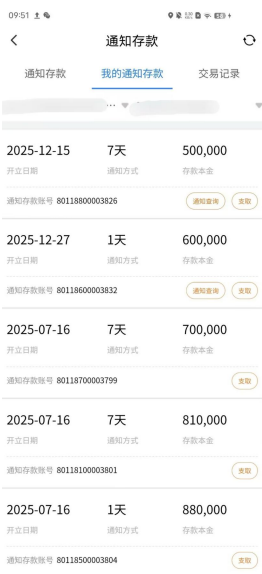 09:51
58
通知存款
通知存款 我的通知存款 交易记录
...
2025-12-15 7天 500,000
开立日期 通知方式 存款本金
通知存款账号 80118800003826 通知查询 支取
2025-12-27 1天 600,000
开立日期 通知方式 存款本金
通知存款账号 80118600003832 通知查询 支取
2025-07-16 7天 700,000
开立日期 通知方式 存款本金
通知存款账号 80118700003799 支取
2025-07-16 7天 810,000
开立日期 通知方式 存款本金
通知存款账号 80118100003801 支取
2025-07-16 1天 880,000
开立日期 通知方式 存款本金
通知存款账号 80118500003804 支取